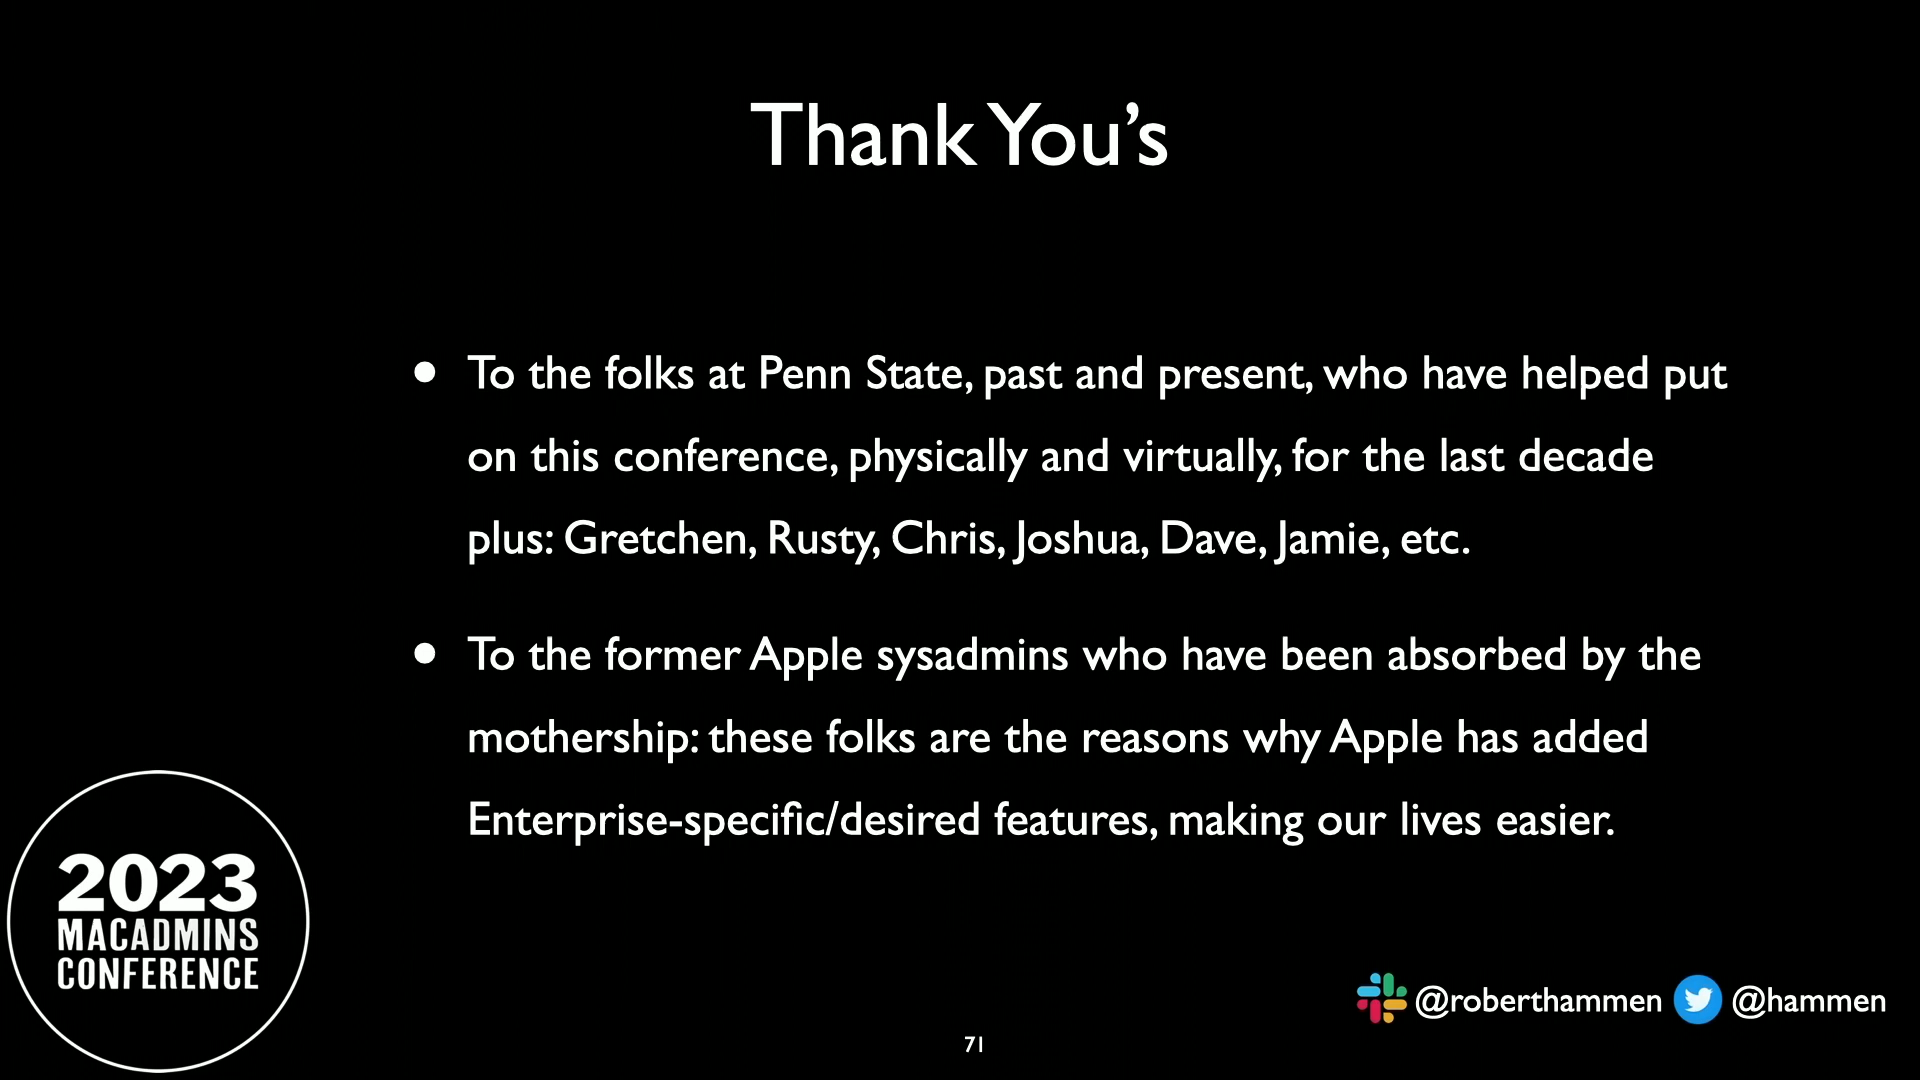 Thank You’s
• To the folks at Penn State, past and present, who have helped put
on this conference, physically and virtually, for the last decade
plus: Gretchen, Rusty, Chris, Joshua, Dave, Jamie, etc.
• To the former Apple sysadmins who have been absorbed by the
mothership: these folks are the reasons why Apple has added
Enterprise-specific/desired features, making our lives easier.
2023
MACADMINS
CONFERENCE
@roberthammen @hammen
71